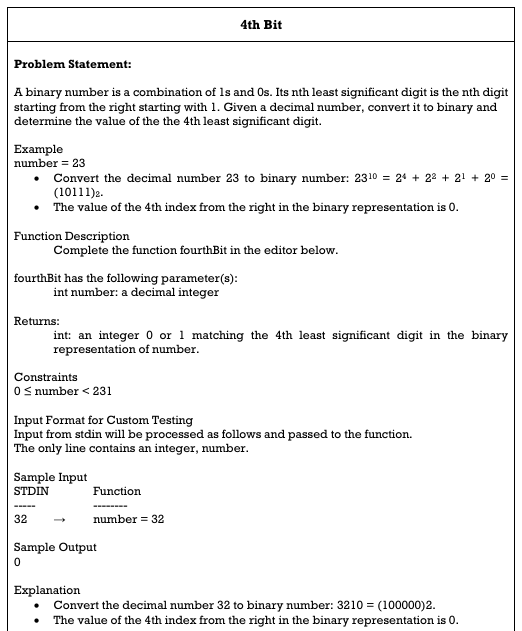 4th Bit
Problem Statement:
A binary number is a combination of 1s and 0s. Its nth least significant digit is the nth digit
starting from the right starting with 1. Given a decimal number, convert it to binary and
determine the value of the the 4th least significant digit.
Example
number = 23
• Convert the decimal number 23 to binary number: 23¹⁰ = 2⁴ + 2² + 2¹ + 2⁰ =
(10111)₂.
• The value of the 4th index from the right in the binary representation is 0.
Function Description
Complete the function fourthBit in the editor below.
fourthBit has the following parameter(s):
int number: a decimal integer
Returns:
int: an integer 0 or 1 matching the 4th least significant digit in the binary
representation of number.
Constraints
0 ≤ number < 231
Input Format for Custom Testing
Input from stdin will be processed as follows and passed to the function.
The only line contains an integer, number.
Sample Input
STDIN Function
----- --------
32 → number = 32
Sample Output
0
Explanation
• Convert the decimal number 32 to binary number: 3210 = (100000)2.
• The value of the 4th index from the right in the binary representation is 0.